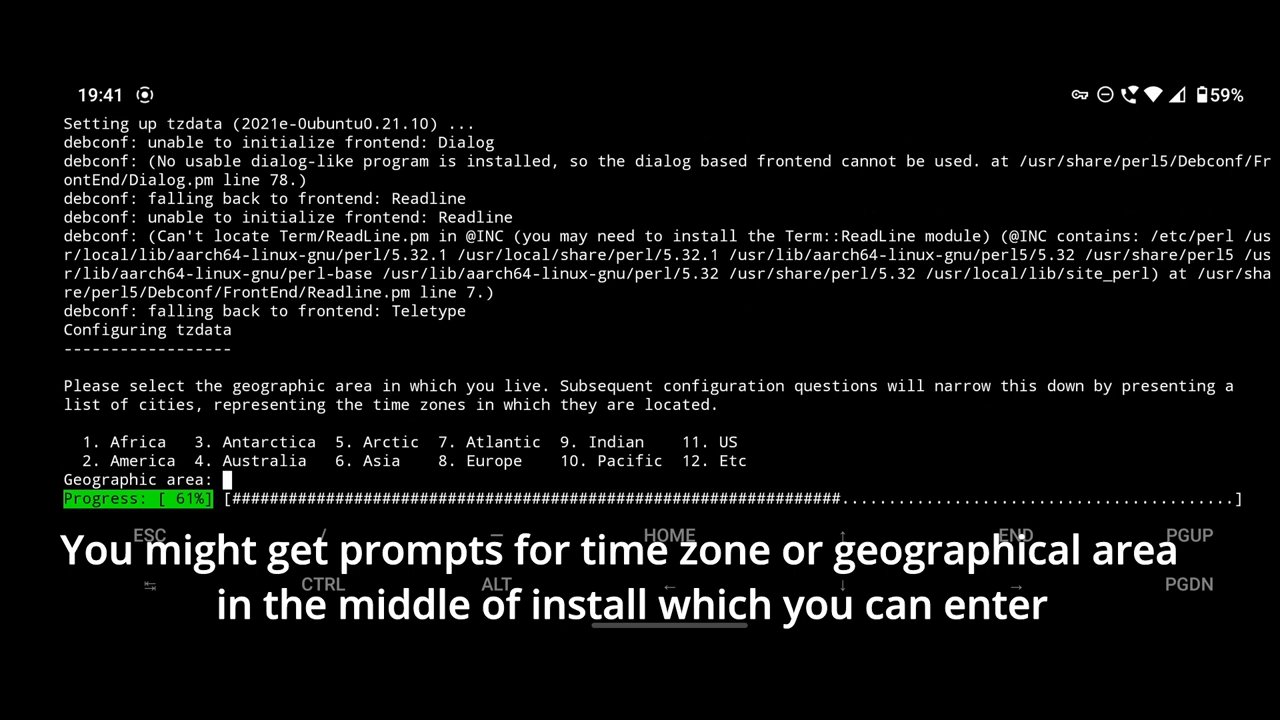 19:41 59%
Setting up tzdata (2021e-0ubuntu0.21.10) ...
debconf: unable to initialize frontend: Dialog
debconf: (No usable dialog-like program is installed, so the dialog based frontend cannot be used. at /usr/share/perl5/Debconf/Fr
ontEnd/Dialog.pm line 78.)
debconf: falling back to frontend: Readline
debconf: unable to initialize frontend: Readline
debconf: (Can't locate Term/ReadLine.pm in @INC (you may need to install the Term::ReadLine module) (@INC contains: /etc/perl /us
r/local/lib/aarch64-linux-gnu/perl/5.32.1 /usr/local/share/perl/5.32.1 /usr/lib/aarch64-linux-gnu/perl5/5.32 /usr/share/perl5 /us
r/lib/aarch64-linux-gnu/perl-base /usr/lib/aarch64-linux-gnu/perl/5.32 /usr/share/perl/5.32 /usr/local/lib/site_perl) at /usr/sha
re/perl5/Debconf/FrontEnd/Readline.pm line 7.)
debconf: falling back to frontend: Teletype
Configuring tzdata
------------------
Please select the geographic area in which you live. Subsequent configuration questions will narrow this down by presenting a
list of cities, representing the time zones in which they are located.
1. Africa 3. Antarctica 5. Arctic 7. Atlantic 9. Indian 11. US
2. America 4. Australia 6. Asia 8. Europe 10. Pacific 12. Etc
Geographic area:
Progress: [ 61%] [#################################################################..........................................]
ESC / — HOME ↑ END PGUP
You might get prompts for time zone or geographical area
↹ CTRL ALT ← ↓ → PGDN
in the middle of install which you can enter